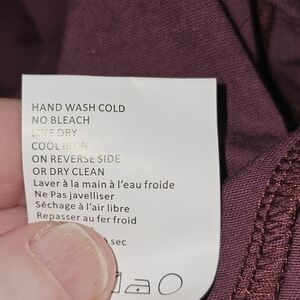 HAND WASH COLD
NO BLEACH
LINE DRY
COOL IRON
ON REVERSE SIDE
OR DRY CLEAN
Laver à la main à l'eau froide
Ne Pas javelliser
Séchage à l'air libre
Repasser au fer froid
sec